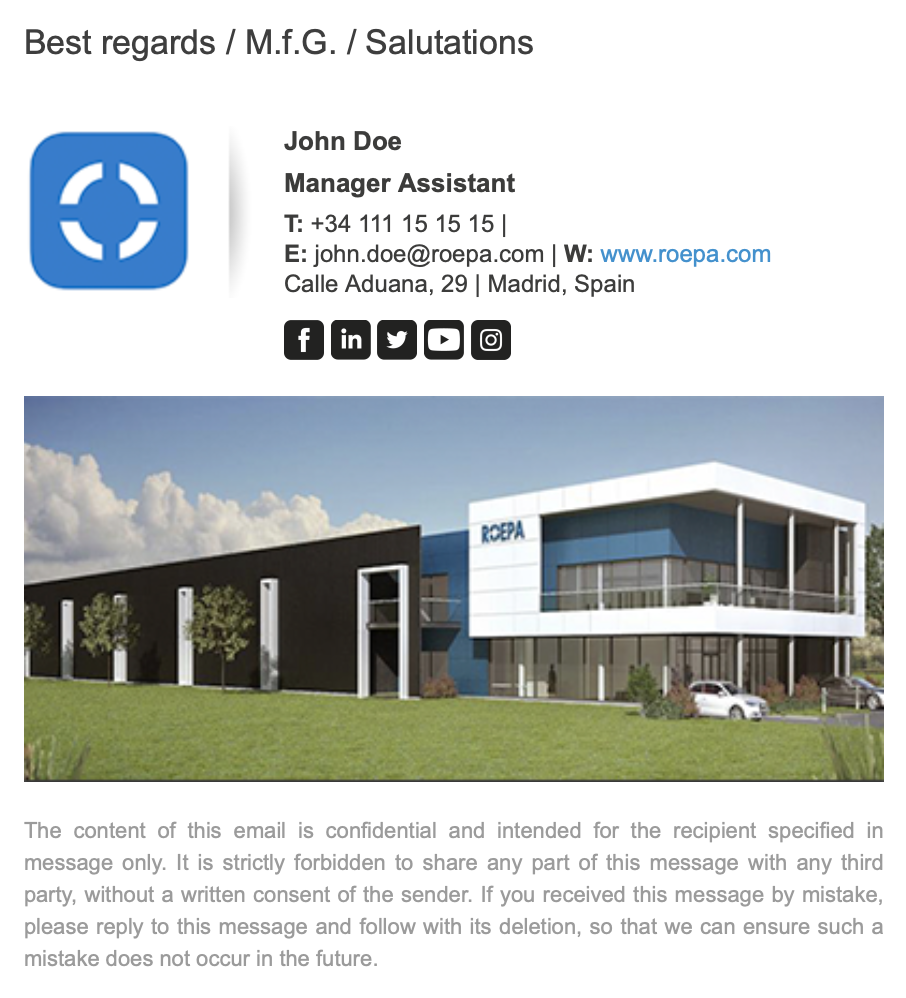 Best regards / M.f.G. / Salutations
John Doe
Manager Assistant
T: +34 111 15 15 15 |
E: john.doe@roepa.com | W: www.roepa.com
Calle Aduana, 29 | Madrid, Spain
ROEPA
The content of this email is confidential and intended for the recipient specified in
message only. It is strictly forbidden to share any part of this message with any third
party, without a written consent of the sender. If you received this message by mistake,
please reply to this message and follow with its deletion, so that we can ensure such a
mistake does not occur in the future.